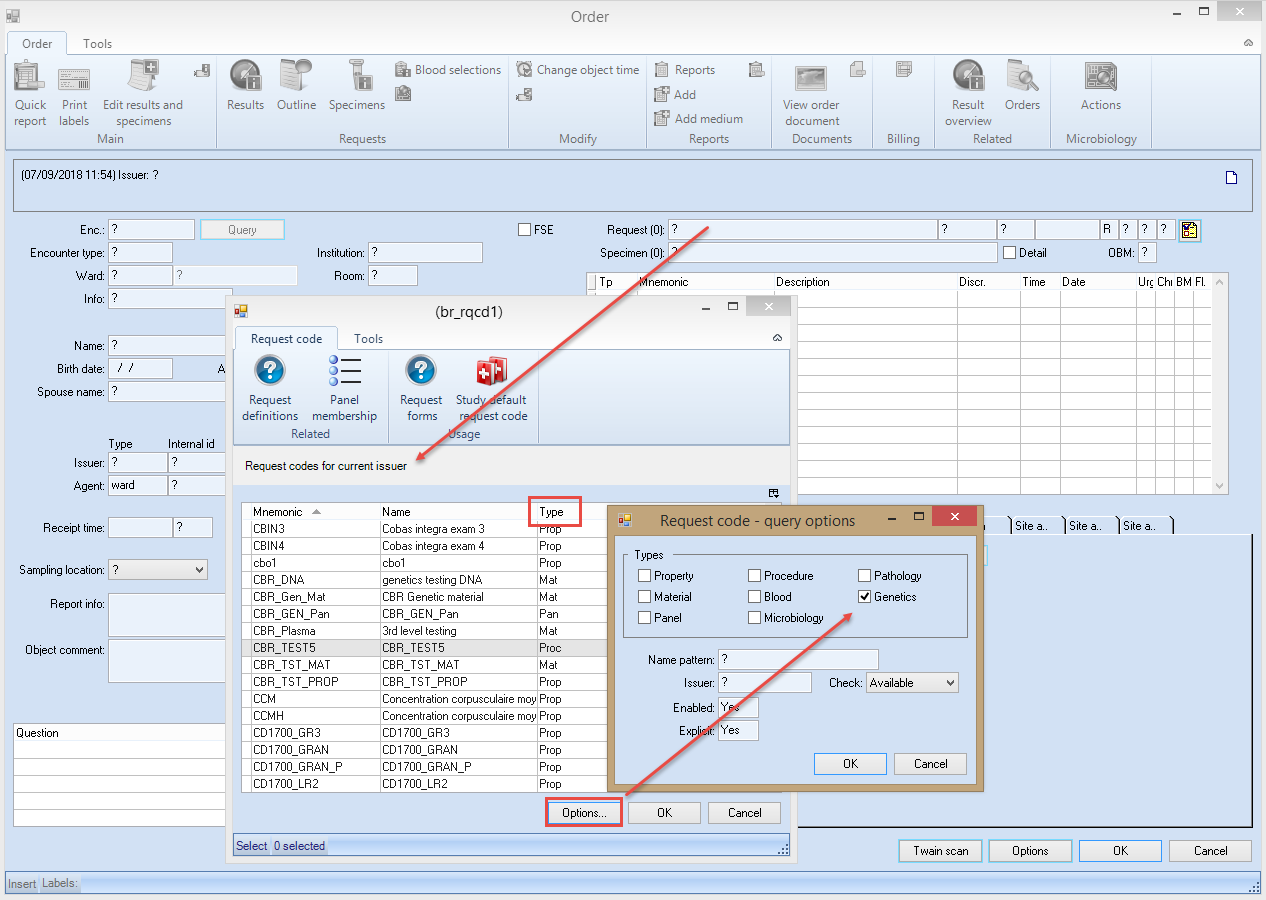 Order
Order Tools
Quick report
Print labels
Edit results and specimens
Main
Results
Outline
Specimens
Blood selections
Requests
Change object time
Modify
Reports
Add
Add medium
Reports
View order document
Documents
Billing
Result overview
Orders
Related
Actions
Microbiology
(07/09/2018 11:54) Issuer: ?
Enc.: ? Query FSE Request (0): ? ? ? R ? ? ?
Encounter type: ? Institution: ? Specimen (0): ? Detail OBM: ?
Ward: ? ? Room: ?
Info: ?
Tp Mnemonic Description Discr. Time Date Urg Chr BM Fl.
Name: ?
Birth date: / / A
Spouse name: ?
Type Internal id
Issuer: ? ?
Agent: ward ?
Receipt time: ?
Sampling location: ?
Report info:
Object comment:
Question
Site a.. Site a.. Site a..
(br_rqcd1)
Request code Tools
Request definitions
Panel membership
Related
Request forms
Study default request code
Usage
Request codes for current issuer
Mnemonic Name Type
CBIN3 Cobas integra exam 3 Prop
CBIN4 Cobas integra exam 4 Prop
cbo1 cbo1 Prop
CBR_DNA genetics testing DNA Mat
CBR_Gen_Mat CBR Genetic material Mat
CBR_GEN_Pan CBR_GEN_Pan Pan
CBR_Plasma 3rd level testing Mat
CBR_TEST5 CBR_TEST5 Proc
CBR_TST_MAT CBR_TST_MAT Mat
CBR_TST_PROP CBR_TST_PROP Prop
CCM Concentration corpusculaire moy Prop
CCMH Concentration corpusculaire moy Prop
CD1700_GR3 CD1700_GR3 Prop
CD1700_GRAN CD1700_GRAN Prop
CD1700_GRAN_P CD1700_GRAN_P Prop
CD1700_LR2 CD1700_LR2 Prop
Options... OK Cancel
Select 0 selected
Request code - query options
Types
Property Procedure Pathology
Material Blood Genetics
Panel Microbiology
Name pattern: ?
Issuer: ? Check: Available
Enabled: Yes
Explicit: Yes
OK Cancel
Twain scan Options OK Cancel
Insert Labels: